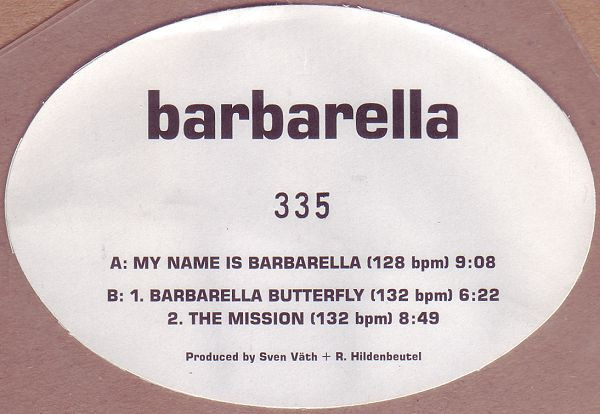 barbarella
335
A: MY NAME IS BARBARELLA (128 bpm) 9:08
B: 1. BARBARELLA BUTTERFLY (132 bpm) 6:22
2. THE MISSION (132 bpm) 8:49
Produced by Sven Väth + R. Hildenbeutel